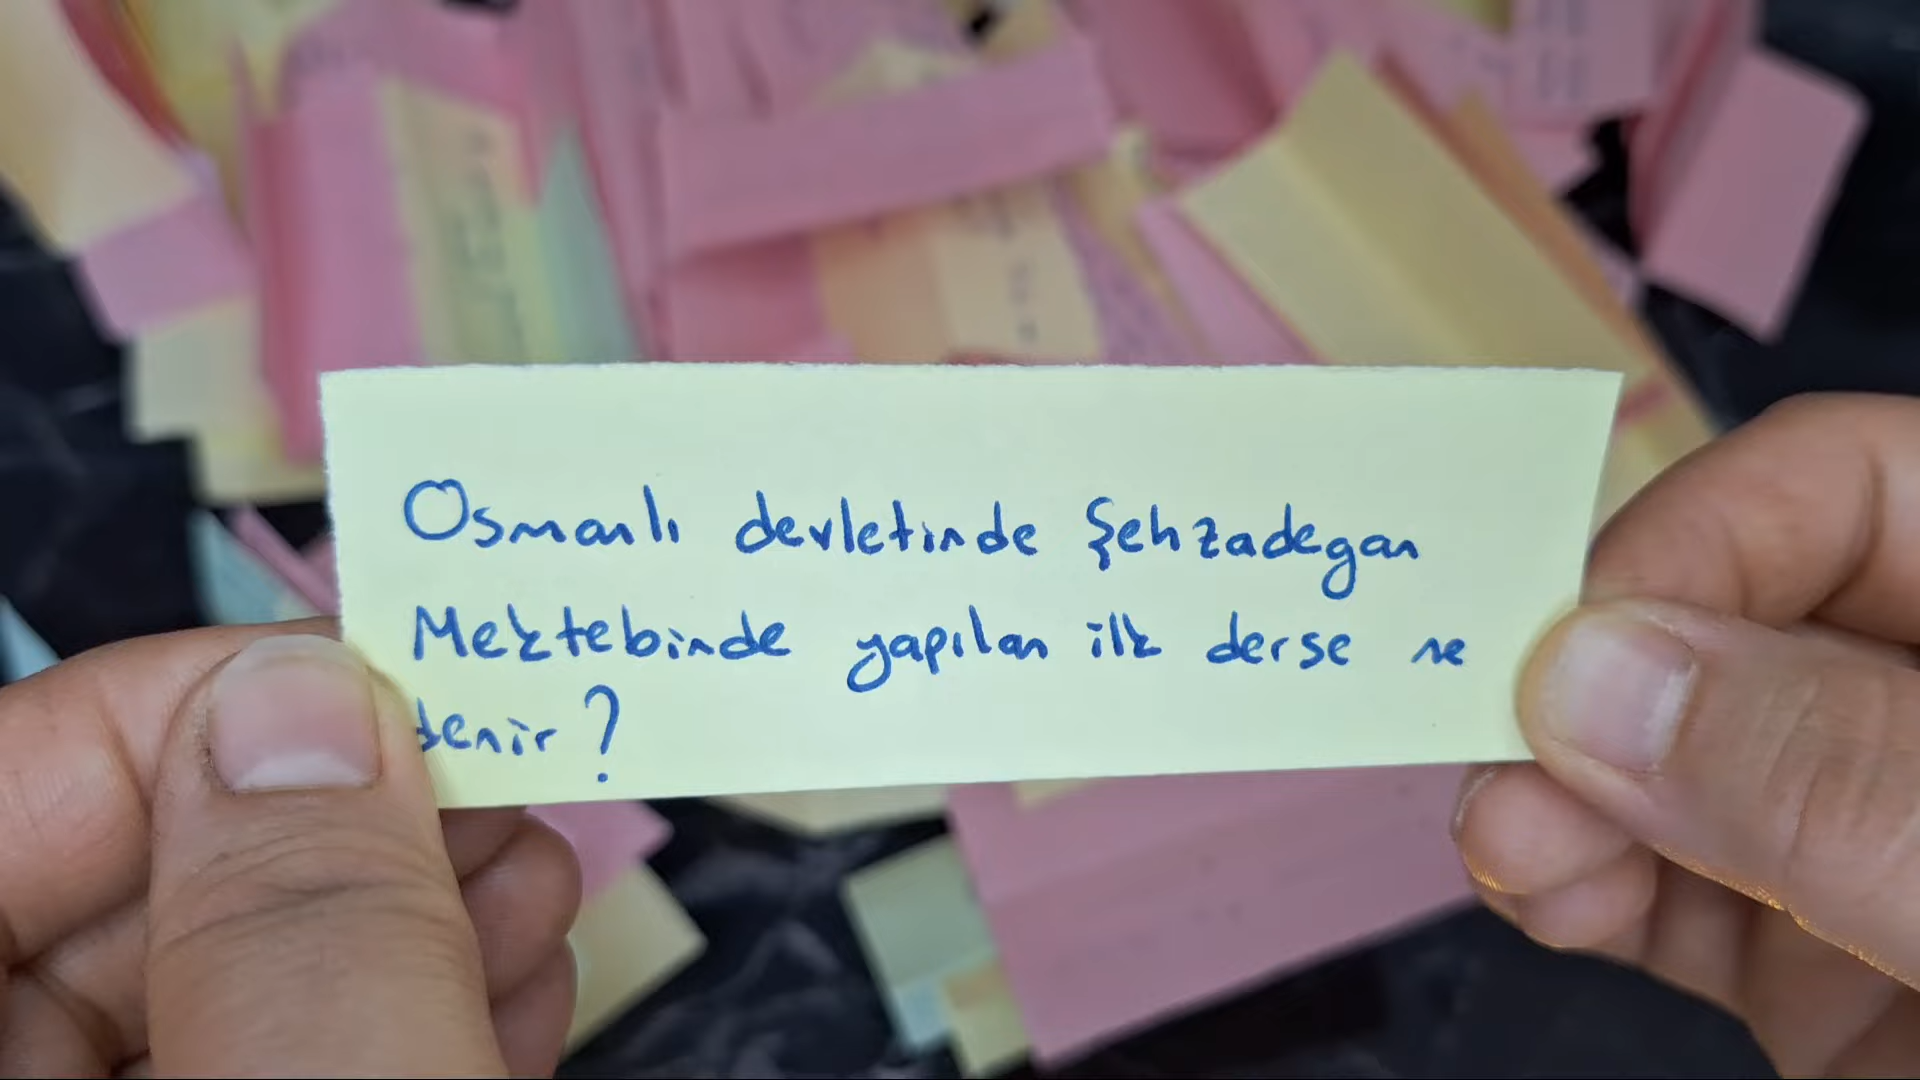 Osmanlı devletinde Şehzadegan
Mektebinde yapılan ilk derse ne
denir?